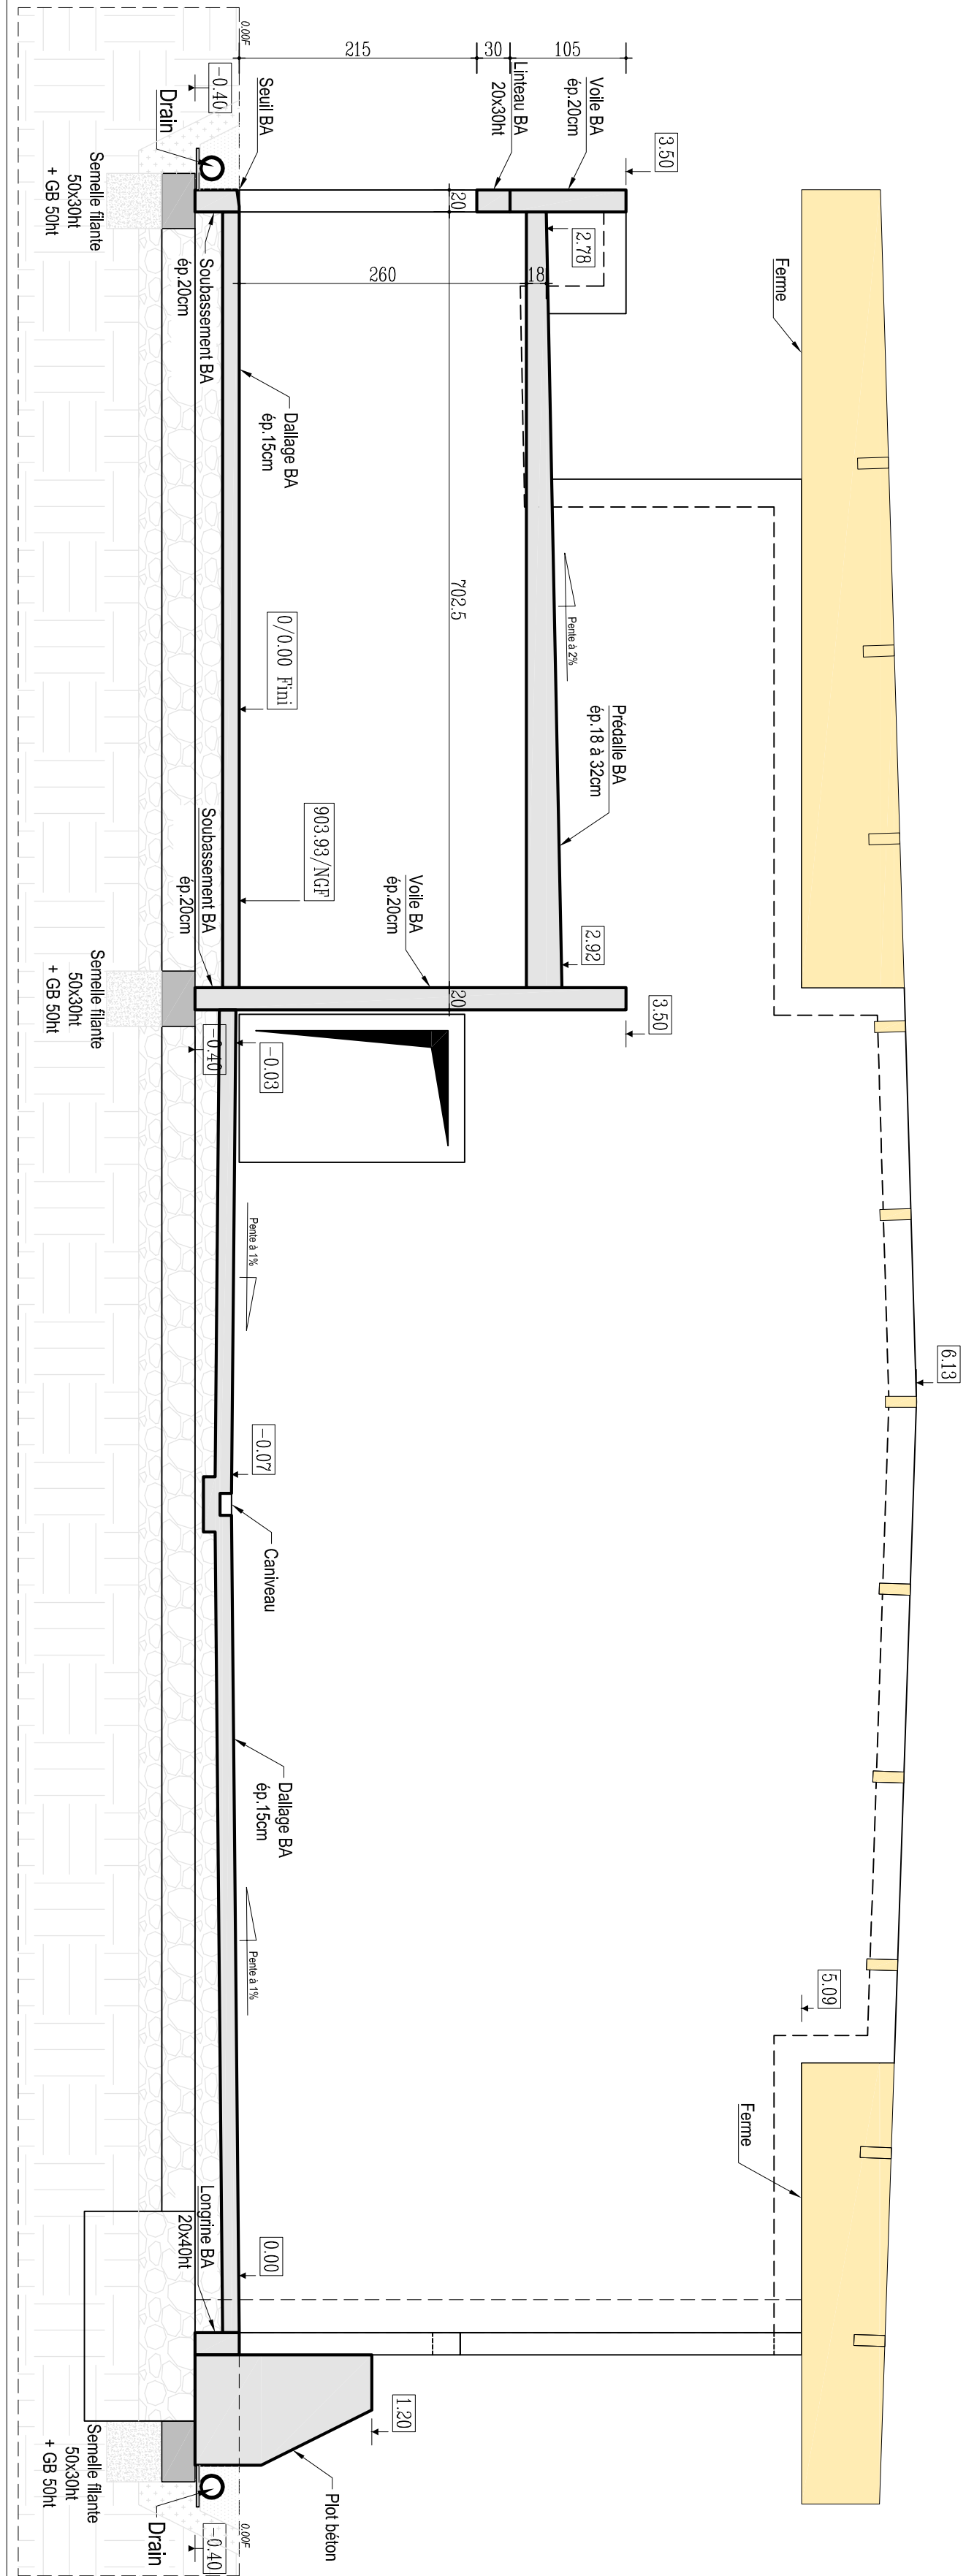 Ferme
6.13
5.09
Ferme
3.50
Voile BA
ép.20cm
105
Linteau BA
20x30ht
30
215
2.78
18
260
20
Pente à 2%
Prédalle BA
ép.18 à 32cm
2.92
3.50
702.5
20
Voile BA
ép.20cm
Dallage BA
ép.15cm
0/0.00 Fini
903.93/NGF
-0.03
-0.40
Pente à 1%
-0.07
Caniveau
Dallage BA
ép.15cm
Pente à 1%
0.00
1.20
Plot béton
0.00F
Seuil BA
-0.40
Drain
Soubassement BA
ép.20cm
Soubassement BA
ép.20cm
Longrine BA
20x40ht
0.00F
-0.40
Drain
Semelle filante
50x30ht
+ GB 50ht
Semelle filante
50x30ht
+ GB 50ht
Semelle filante
50x30ht
+ GB 50ht